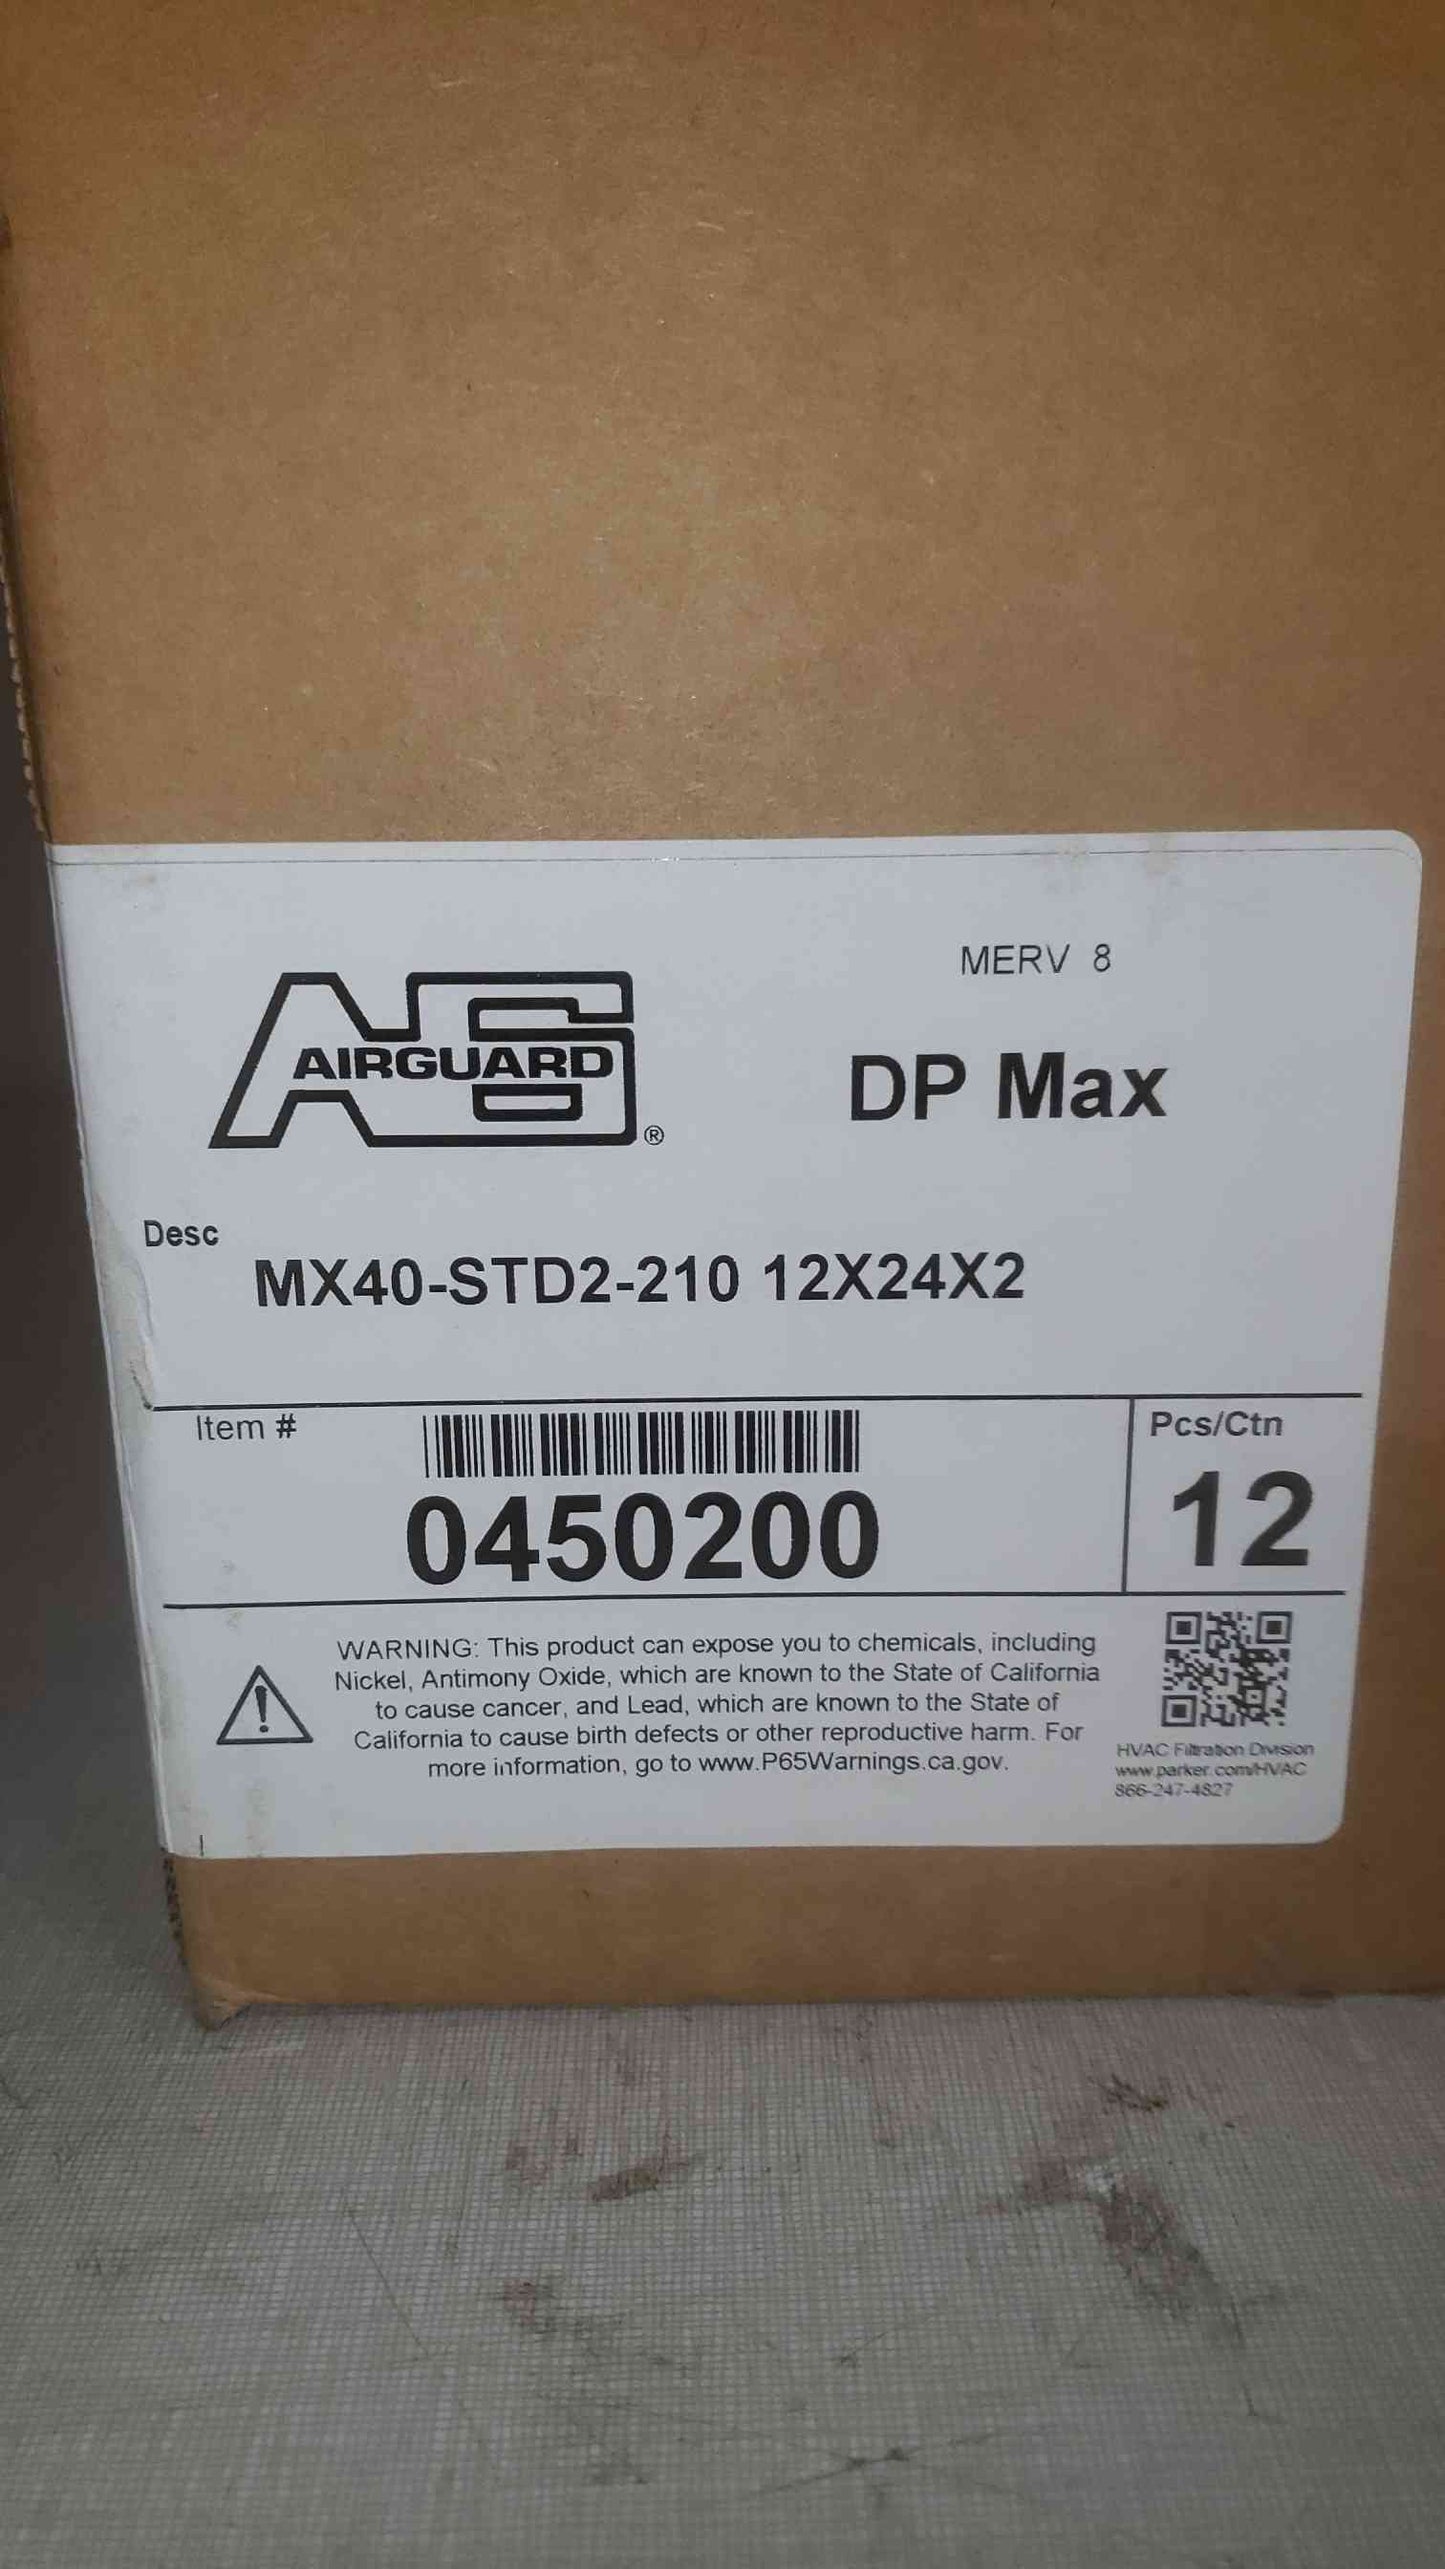 MERV 8
AIRGUARD
®
DP Max
Desc
MX40-STD2-210 12X24X2
Item #
0450200
Pcs/Ctn
12
WARNING: This product can expose you to chemicals, including
Nickel, Antimony Oxide, which are known to the State of California
to cause cancer, and Lead, which are known to the State of
California to cause birth defects or other reproductive harm. For
more information, go to www.P65Warnings.ca.gov.
HVAC Filtration Division
www.parker.com/HVAC
866-247-4827